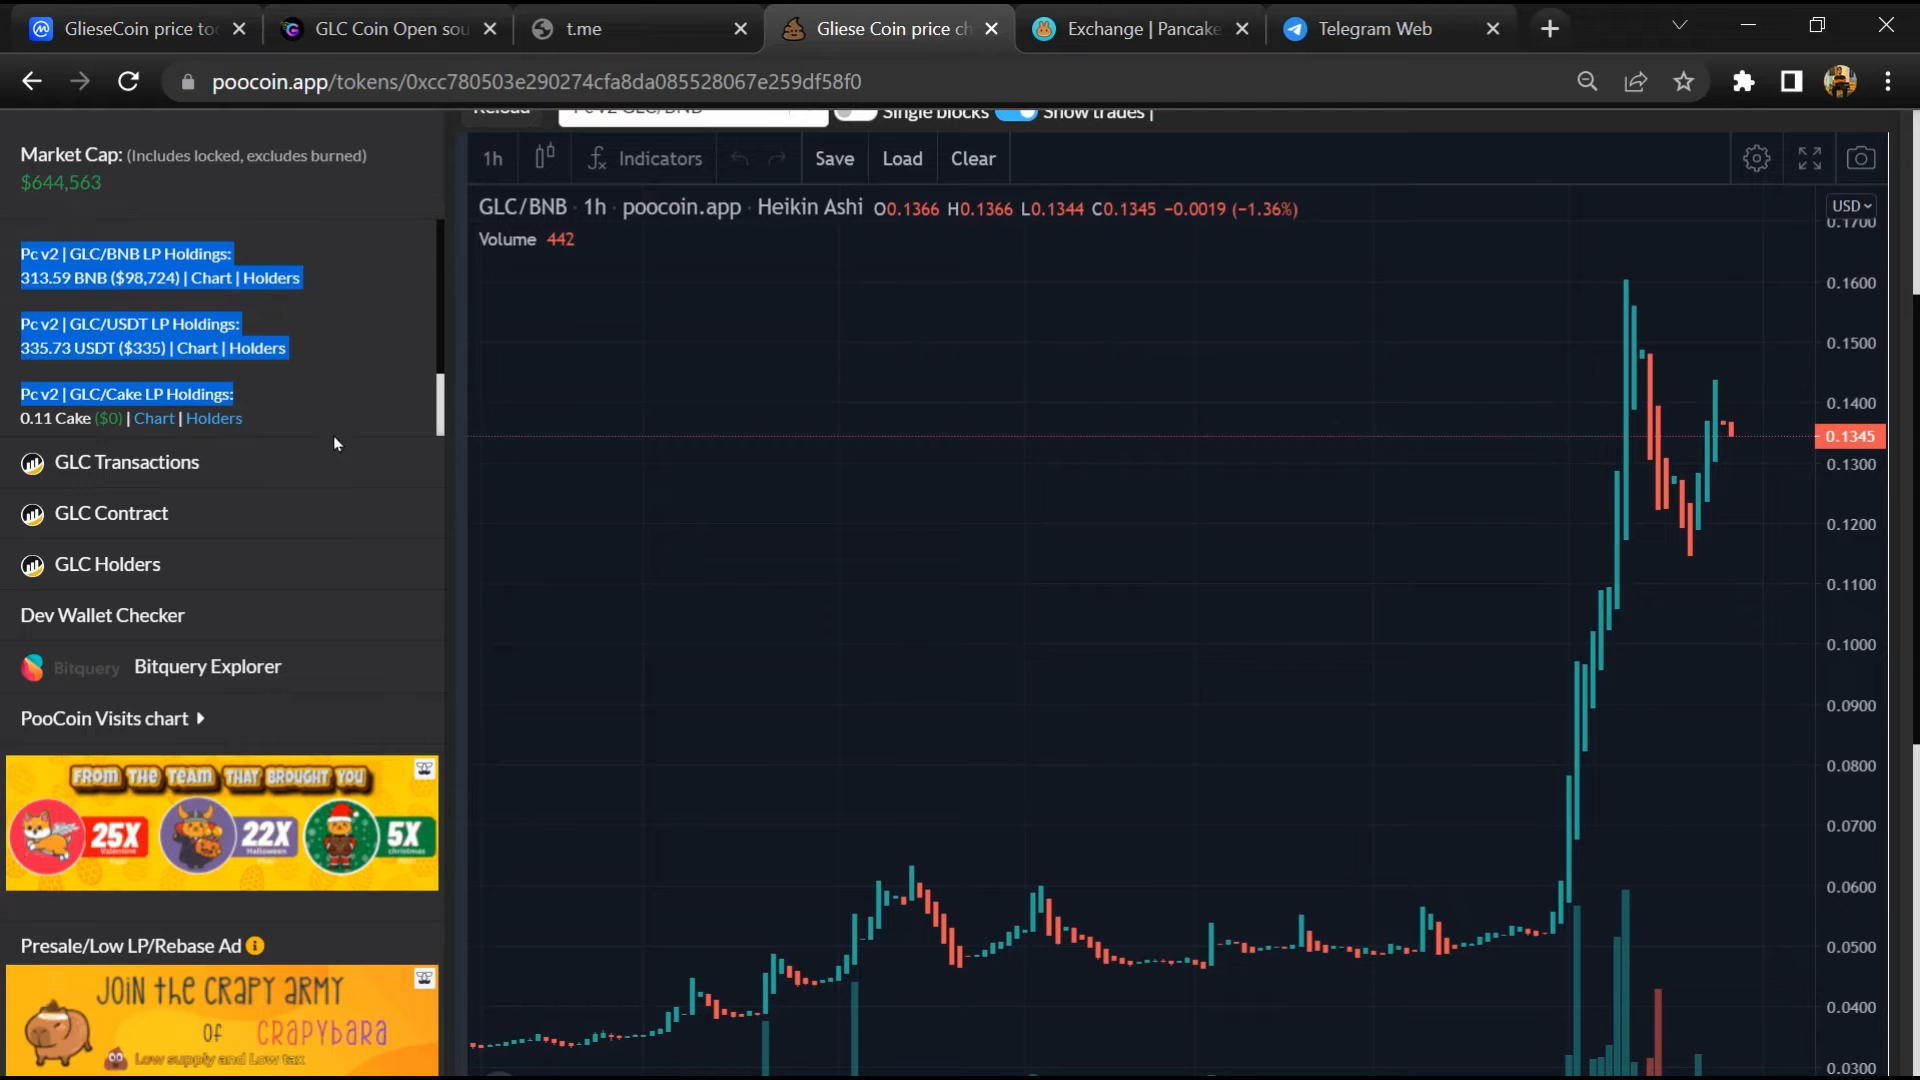 GlieseCoin price to
GLC Coin Open sou
t.me
Gliese Coin price ch
Exchange | Pancake
Telegram Web
poocoin.app/tokens/0xcc780503e290274cfa8da085528067e259df58f0
Reload
Pc v2 GLC/BNB
Single blocks
Show trades |
Market Cap: (Includes locked, excludes burned)
$644,563
Pc v2 | GLC/BNB LP Holdings:
313.59 BNB ($98,724) | Chart | Holders
Pc v2 | GLC/USDT LP Holdings:
335.73 USDT ($335) | Chart | Holders
Pc v2 | GLC/Cake LP Holdings:
0.11 Cake ($0) | Chart | Holders
GLC Transactions
GLC Contract
GLC Holders
Dev Wallet Checker
Bitquery Bitquery Explorer
PooCoin Visits chart
FROM THE TEAM THAT BROUGHT YOU
25X
22X
5X
Presale/Low LP/Rebase Ad
JOIN THE CRAPY ARMY
OF CRAPYBARA
Low supply and Low tax
1h
Indicators
Save
Load
Clear
GLC/BNB · 1h · poocoin.app · Heikin Ashi O0.1366 H0.1366 L0.1344 C0.1345 −0.0019 (−1.36%)
Volume 442
USD
0.1700
0.1600
0.1500
0.1400
0.1345
0.1300
0.1200
0.1100
0.1000
0.0900
0.0800
0.0700
0.0600
0.0500
0.0400
0.0300